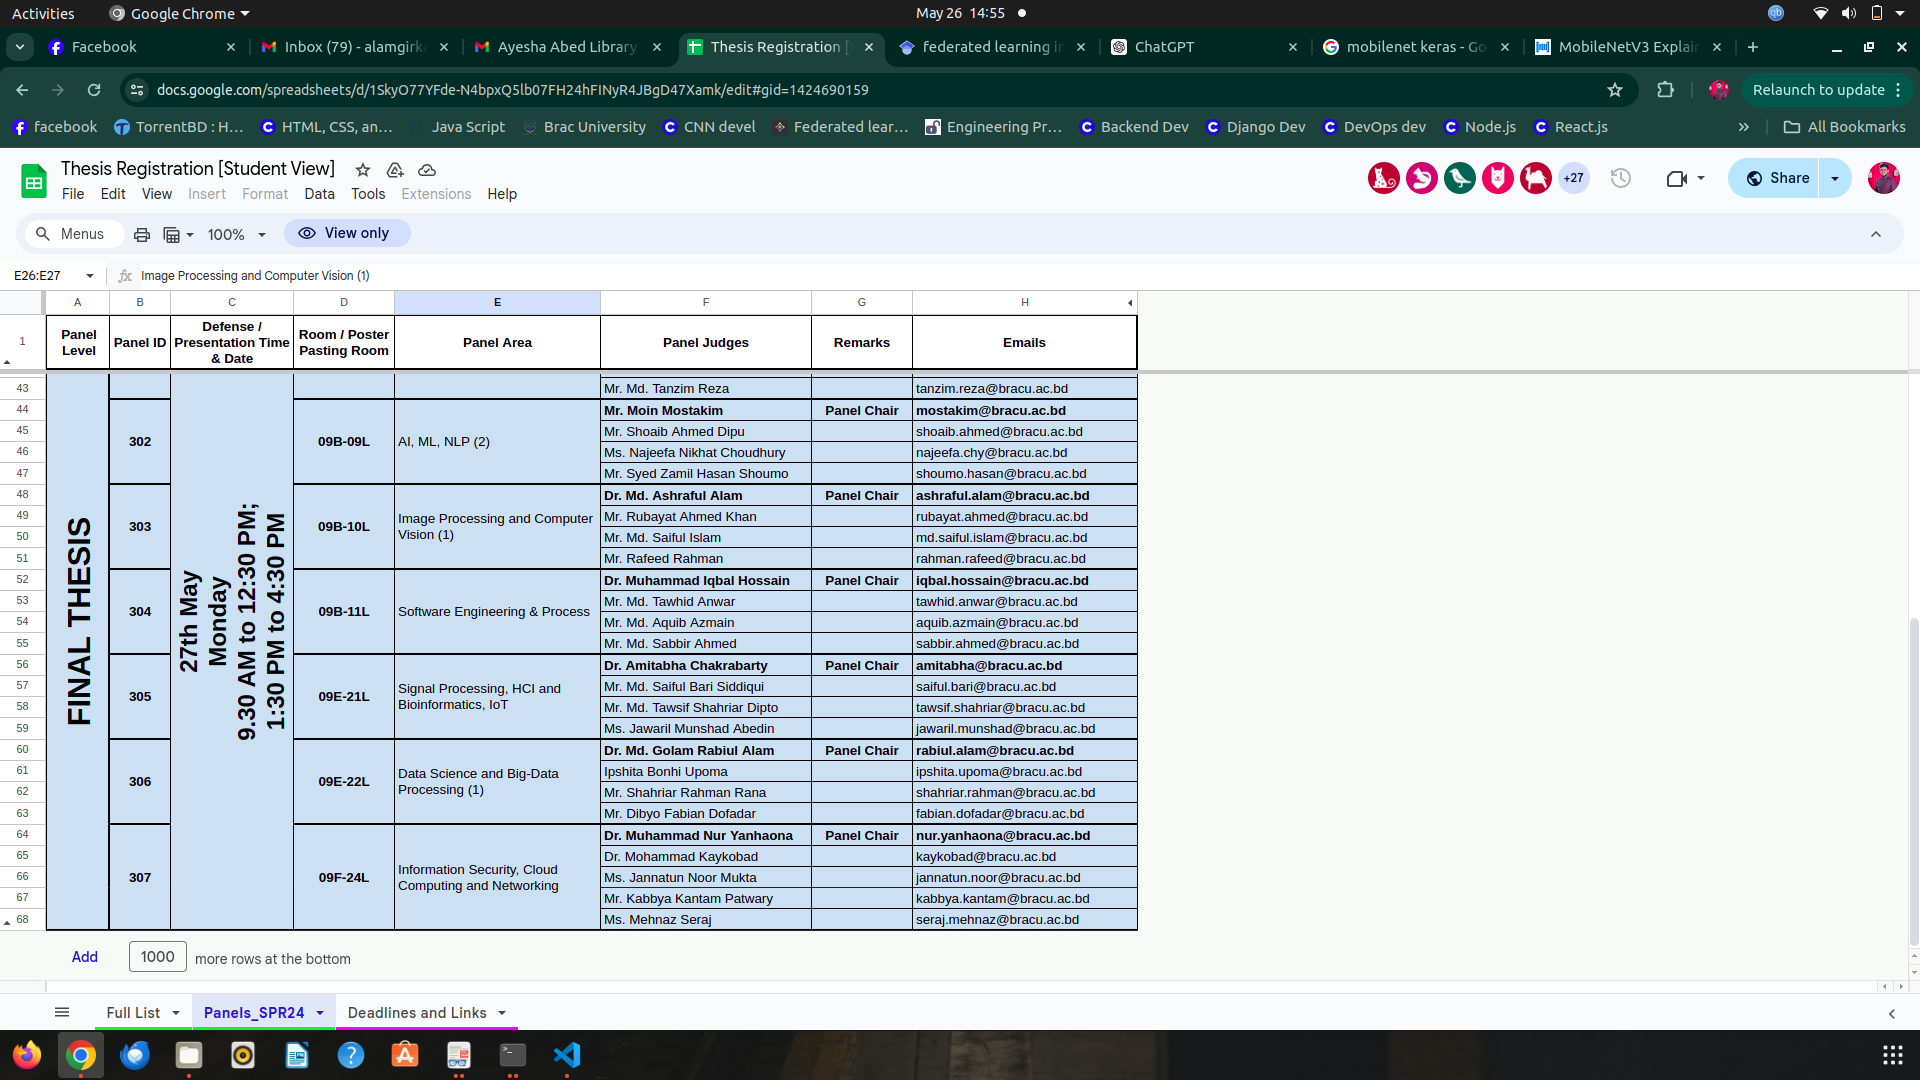 Activities
Google Chrome
May 26 14:55
Facebook
Inbox (79) - alamgirka
Ayesha Abed Library
Thesis Registration [
federated learning i
ChatGPT
mobilenet keras - Go
MobileNetV3 Explai
docs.google.com/spreadsheets/d/1SkyO77YFde-N4bpxQ5lb07FH24hFINyR4JBgD47Xamk/edit#gid=1424690159
Relaunch to update
facebook
TorrentBD : H...
HTML, CSS, an...
Java Script
Brac University
CNN devel
Federated lear...
Engineering Pr...
Backend Dev
Django Dev
DevOps dev
Node.js
React.js
All Bookmarks
Thesis Registration [Student View]
File Edit View Insert Format Data Tools Extensions Help
+27
Share
Menus
100%
View only
E26:E27
fx Image Processing and Computer Vision (1)
A B C D E F G H
1
Panel Level
Panel ID
Defense / Presentation Time & Date
Room / Poster Pasting Room
Panel Area
Panel Judges
Remarks
Emails
FINAL THESIS
27th May
Monday
9.30 AM to 12:30 PM;
1:30 PM to 4:30 PM
43 Mr. Md. Tanzim Reza tanzim.reza@bracu.ac.bd
302 09B-09L AI, ML, NLP (2)
44 Mr. Moin Mostakim Panel Chair mostakim@bracu.ac.bd
45 Mr. Shoaib Ahmed Dipu shoaib.ahmed@bracu.ac.bd
46 Ms. Najeefa Nikhat Choudhury najeefa.chy@bracu.ac.bd
47 Mr. Syed Zamil Hasan Shoumo shoumo.hasan@bracu.ac.bd
303 09B-10L Image Processing and Computer Vision (1)
48 Dr. Md. Ashraful Alam Panel Chair ashraful.alam@bracu.ac.bd
49 Mr. Rubayat Ahmed Khan rubayat.ahmed@bracu.ac.bd
50 Mr. Md. Saiful Islam md.saiful.islam@bracu.ac.bd
51 Mr. Rafeed Rahman rahman.rafeed@bracu.ac.bd
304 09B-11L Software Engineering & Process
52 Dr. Muhammad Iqbal Hossain Panel Chair iqbal.hossain@bracu.ac.bd
53 Mr. Md. Tawhid Anwar tawhid.anwar@bracu.ac.bd
54 Mr. Md. Aquib Azmain aquib.azmain@bracu.ac.bd
55 Mr. Md. Sabbir Ahmed sabbir.ahmed@bracu.ac.bd
305 09E-21L Signal Processing, HCI and Bioinformatics, IoT
56 Dr. Amitabha Chakrabarty Panel Chair amitabha@bracu.ac.bd
57 Mr. Md. Saiful Bari Siddiqui saiful.bari@bracu.ac.bd
58 Mr. Md. Tawsif Shahriar Dipto tawsif.shahriar@bracu.ac.bd
59 Ms. Jawaril Munshad Abedin jawaril.munshad@bracu.ac.bd
306 09E-22L Data Science and Big-Data Processing (1)
60 Dr. Md. Golam Rabiul Alam Panel Chair rabiul.alam@bracu.ac.bd
61 Ipshita Bonhi Upoma ipshita.upoma@bracu.ac.bd
62 Mr. Shahriar Rahman Rana shahriar.rahman@bracu.ac.bd
63 Mr. Dibyo Fabian Dofadar fabian.dofadar@bracu.ac.bd
307 09F-24L Information Security, Cloud Computing and Networking
64 Dr. Muhammad Nur Yanhaona Panel Chair nur.yanhaona@bracu.ac.bd
65 Dr. Mohammad Kaykobad kaykobad@bracu.ac.bd
66 Ms. Jannatun Noor Mukta jannatun.noor@bracu.ac.bd
67 Mr. Kabbya Kantam Patwary kabbya.kantam@bracu.ac.bd
68 Ms. Mehnaz Seraj seraj.mehnaz@bracu.ac.bd
Add 1000 more rows at the bottom
Full List
Panels_SPR24
Deadlines and Links